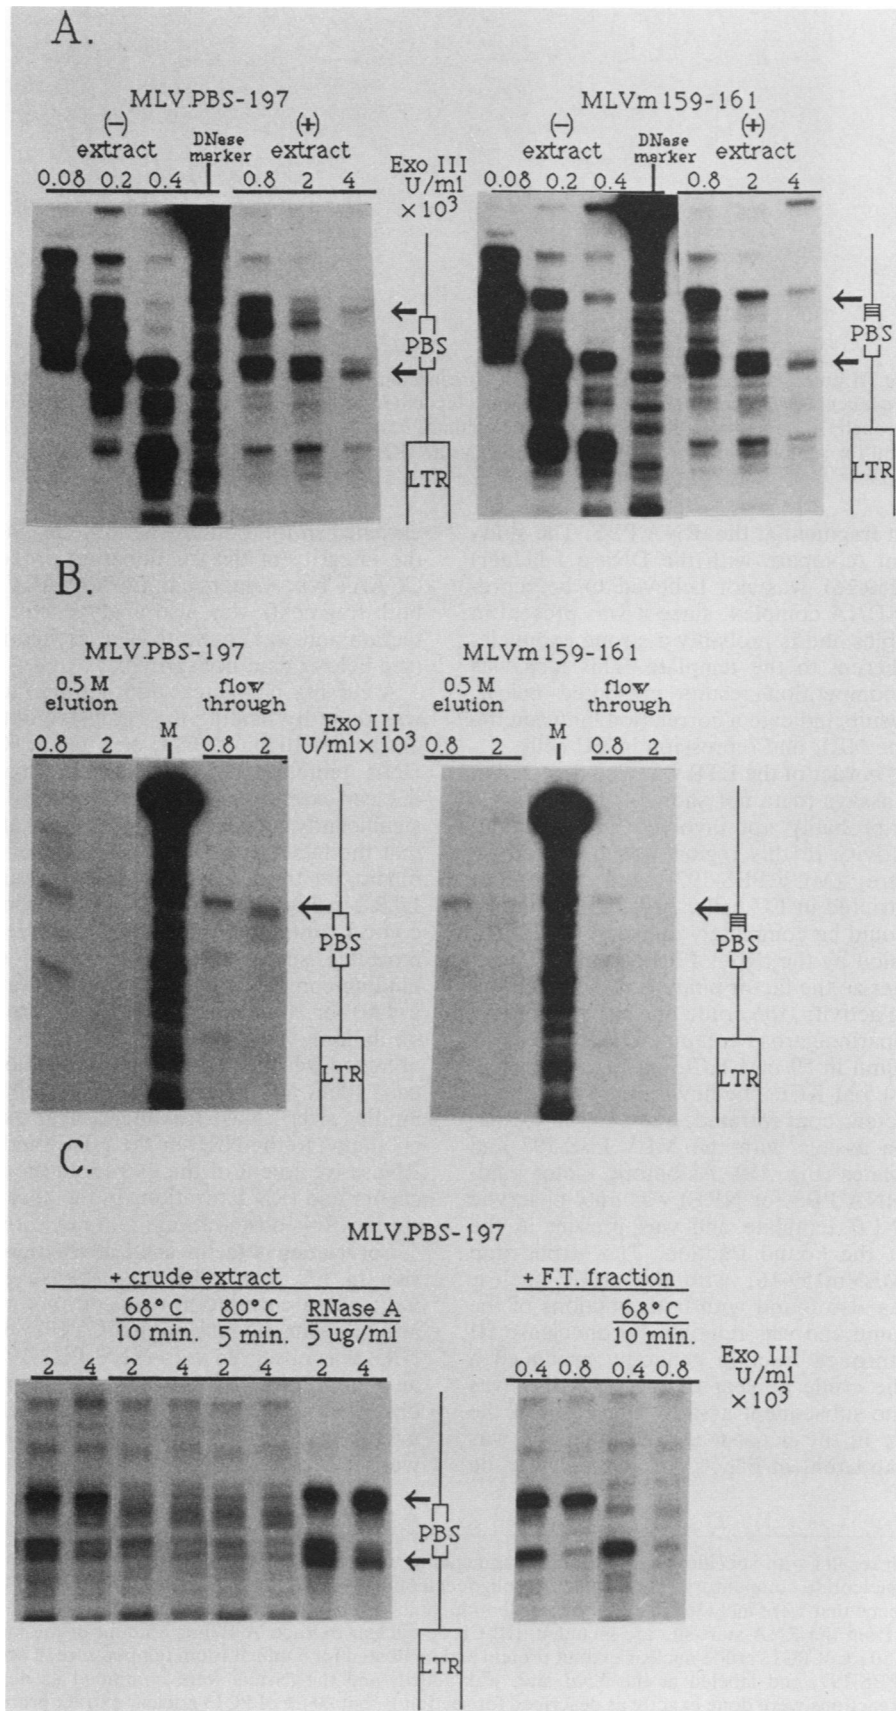 A.
MLV.PBS-197
(−) extract
DNase marker
(+) extract
0.08 0.2 0.4
0.8 2 4
Exo III
U/ml
×10³
PBS
LTR
MLVm159-161
(−) extract
DNase marker
(+) extract
0.08 0.2 0.4
0.8 2 4
PBS
LTR
B.
MLV.PBS-197
0.5 M elution
M
flow through
0.8 2
0.8 2
Exo III
U/ml×10³
PBS
LTR
MLVm159-161
0.5 M elution
M
flow through
0.8 2
0.8 2
PBS
LTR
C.
MLV.PBS-197
+ crude extract
68°C 10 min.
80°C 5 min.
RNase A 5 ug/ml
2 4 2 4 2 4 2 4
PBS
LTR
+ F.T. fraction
68°C 10 min.
0.4 0.8 0.4 0.8
Exo III
U/ml
×10³